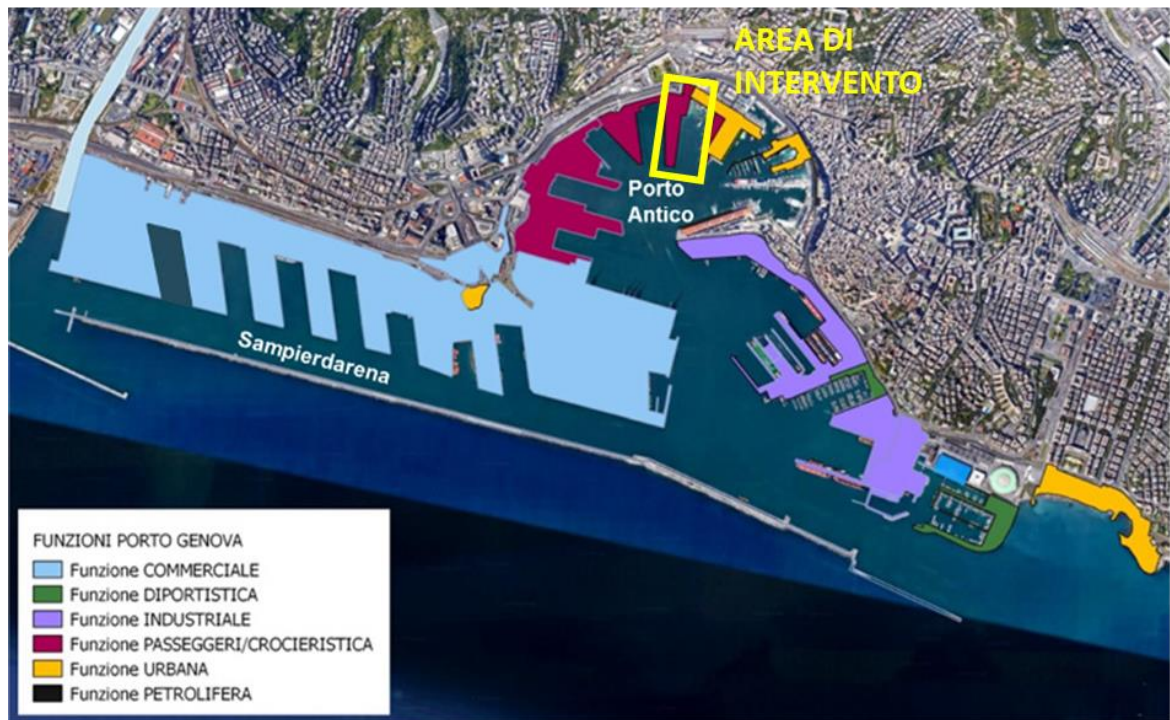 AREA DI
INTERVENTO
Porto
Antico
Sampierdarena
FUNZIONI PORTO GENOVA
Funzione COMMERCIALE
Funzione DIPORTISTICA
Funzione INDUSTRIALE
Funzione PASSEGGERI/CROCIERISTICA
Funzione URBANA
Funzione PETROLIFERA